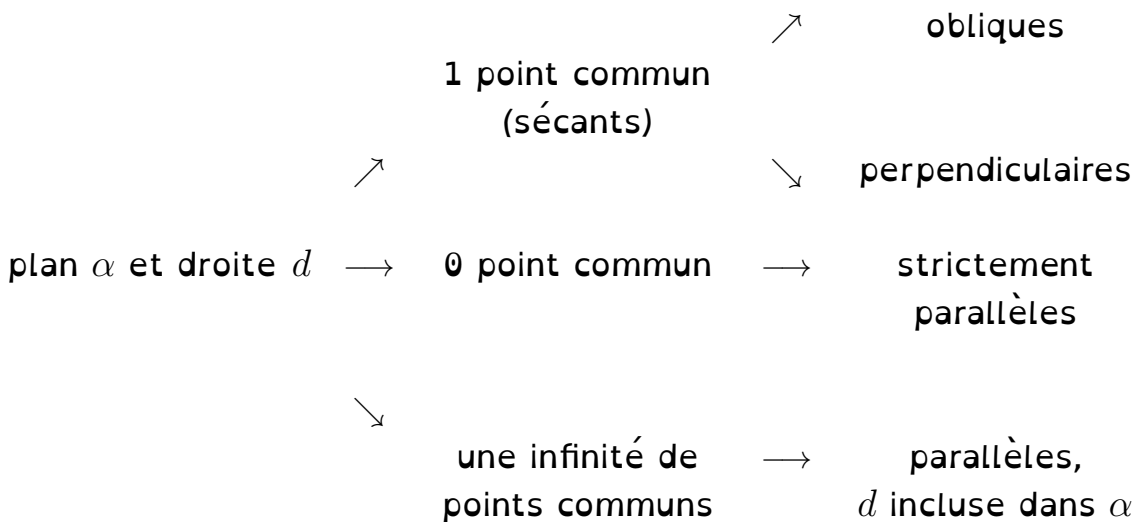 ↗ obliques
1 point commun
(sécants)
↗ ↘ perpendiculaires
plan α et droite d ⟶ 0 point commun ⟶ strictement
parallèles
↘
une infinité de ⟶ parallèles,
points communs d incluse dans α